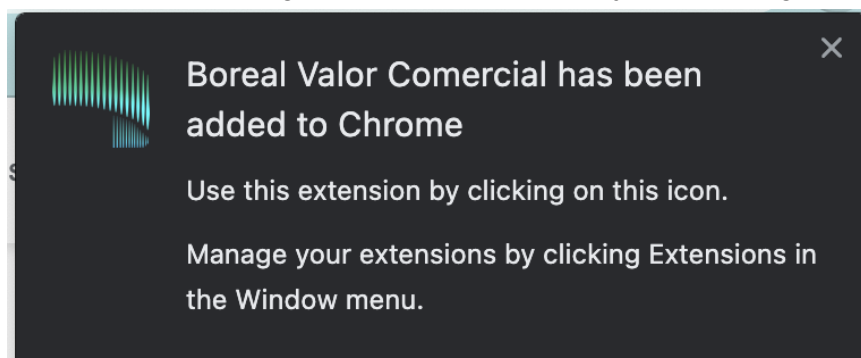 Boreal Valor Comercial has been
added to Chrome
Use this extension by clicking on this icon.
Manage your extensions by clicking Extensions in
the Window menu.